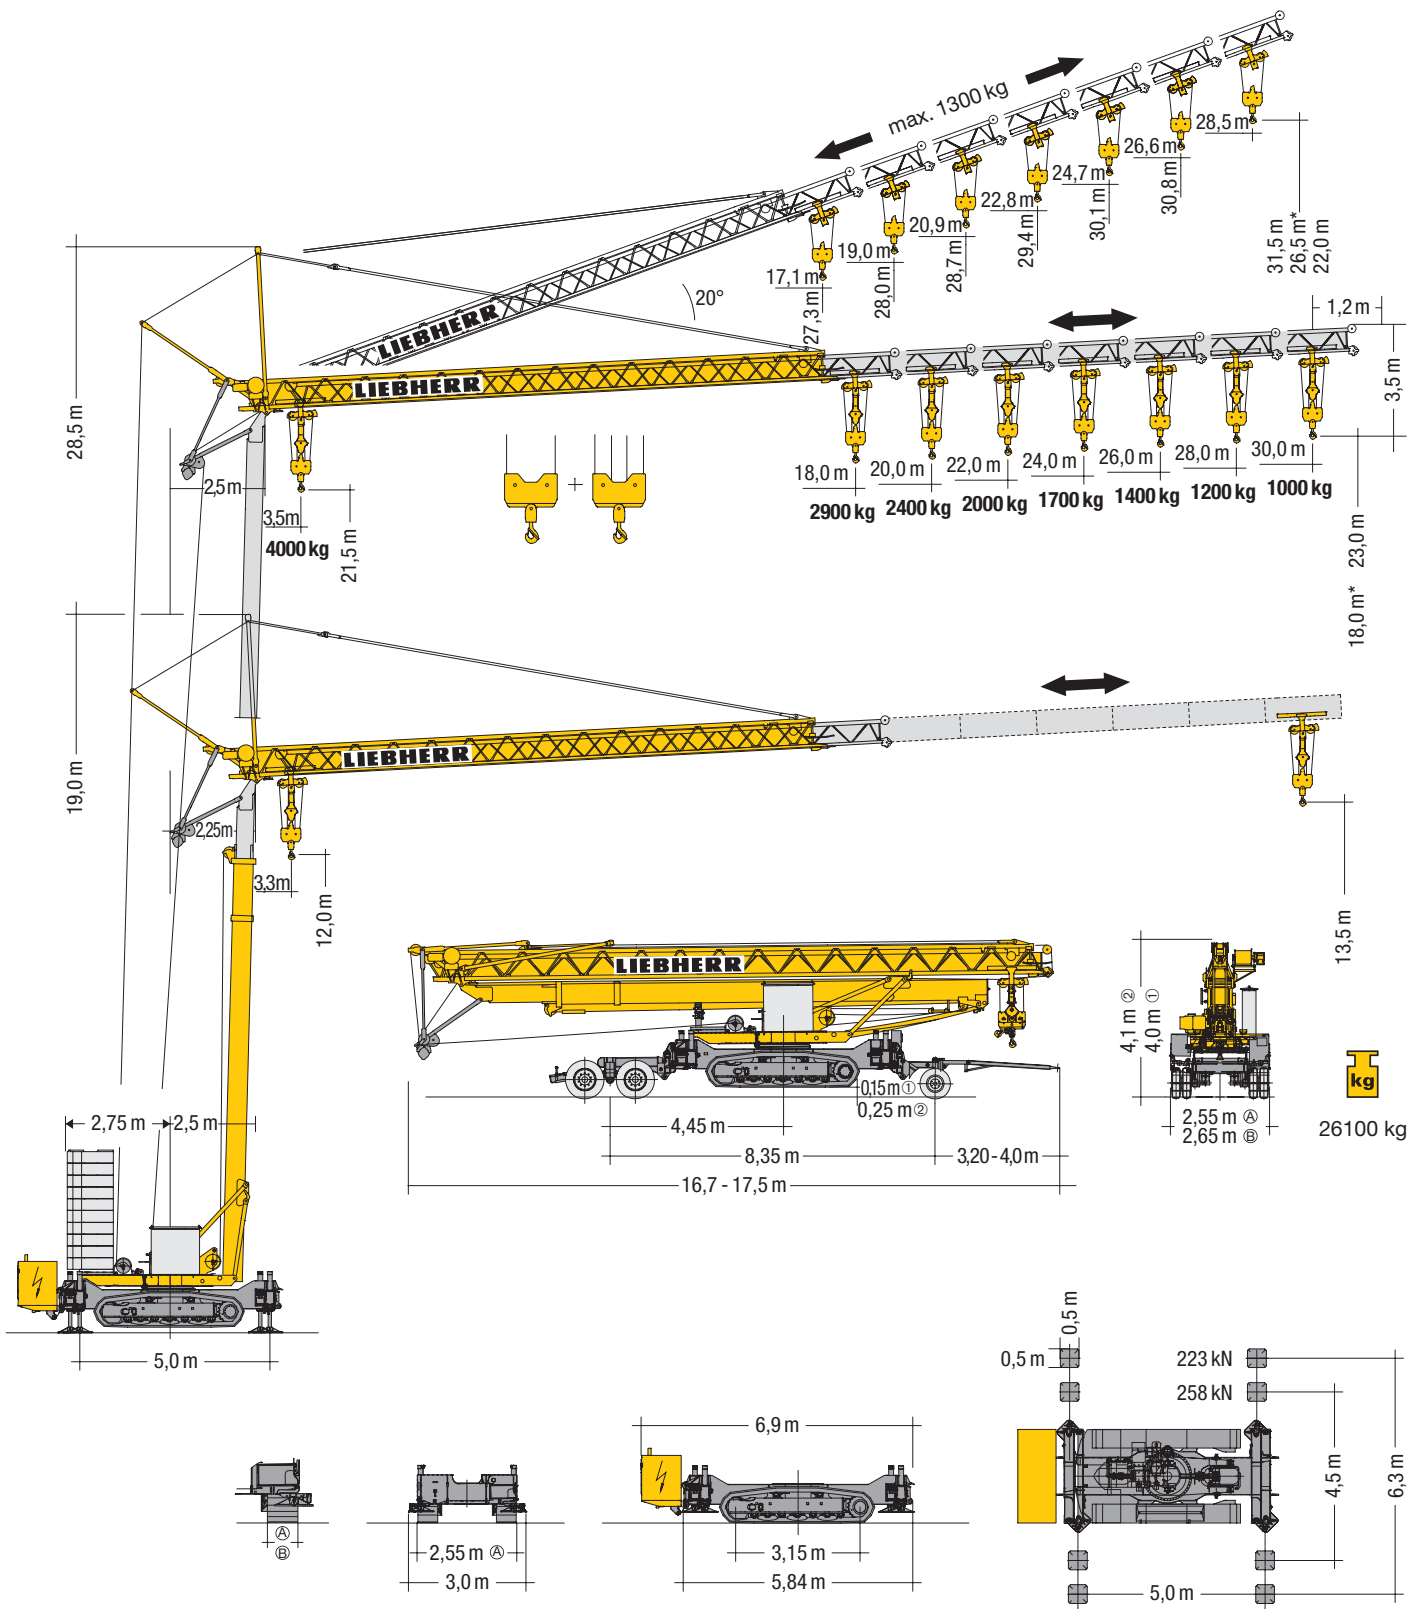 max. 1300 kg
28,5 m
26,6 m
24,7 m
30,8 m
22,8 m
30,1 m
20,9 m
29,4 m
19,0 m
28,7 m
17,1 m
28,0 m
27,3 m
31,5 m
26,5 m*
22,0 m
20°
LIEBHERR
1,2 m
3,5 m
LIEBHERR
28,5 m
2,5 m
3,5 m
4000 kg
21,5 m
18,0 m
20,0 m
22,0 m
24,0 m
26,0 m
28,0 m
30,0 m
2900 kg
2400 kg
2000 kg
1700 kg
1400 kg
1200 kg
1000 kg
23,0 m
18,0 m*
19,0 m
LIEBHERR
2,25 m
3,3 m
12,0 m
13,5 m
LIEBHERR
4,1 m ②
4,0 m ①
0,15 m ①
0,25 m ②
4,45 m
8,35 m
3,20 - 4,0 m
16,7 - 17,5 m
2,55 m Ⓐ
2,65 m Ⓑ
kg
26100 kg
2,75 m
2,5 m
5,0 m
0,5 m
0,5 m
223 kN
258 kN
4,5 m
6,3 m
5,0 m
6,9 m
3,15 m
5,84 m
Ⓐ
Ⓑ
2,55 m Ⓐ
3,0 m